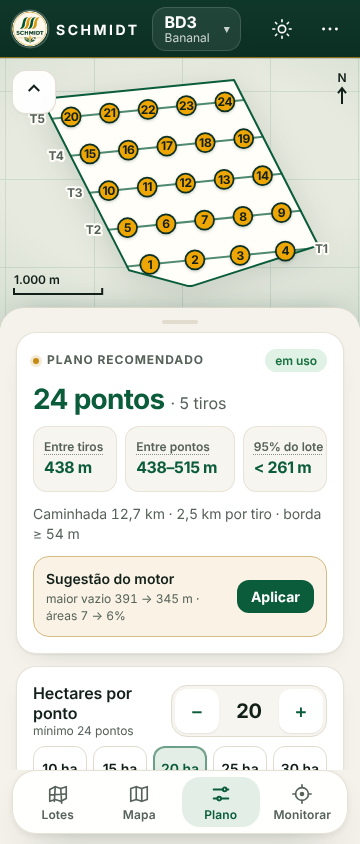 SCHMIDT
SCHMIDT
BD3
Bananal
N
T5
20 21 22 23 24
T4
15 16 17 18 19
T3
10 11 12 13 14
T2
5 6 7 8 9
T1
1 2 3 4
1.000 m
PLANO RECOMENDADO
em uso
24 pontos · 5 tiros
Entre tiros
438 m
Entre pontos
438–515 m
95% do lote
< 261 m
Caminhada 12,7 km · 2,5 km por tiro · borda
≥ 54 m
Sugestão do motor
maior vazio 391 → 345 m ·
áreas 7 → 6%
Aplicar
Hectares por
ponto
mínimo 24 pontos
− 20 +
10 ha 15 ha 20 ha 25 ha 30 ha
Lotes Mapa Plano Monitorar